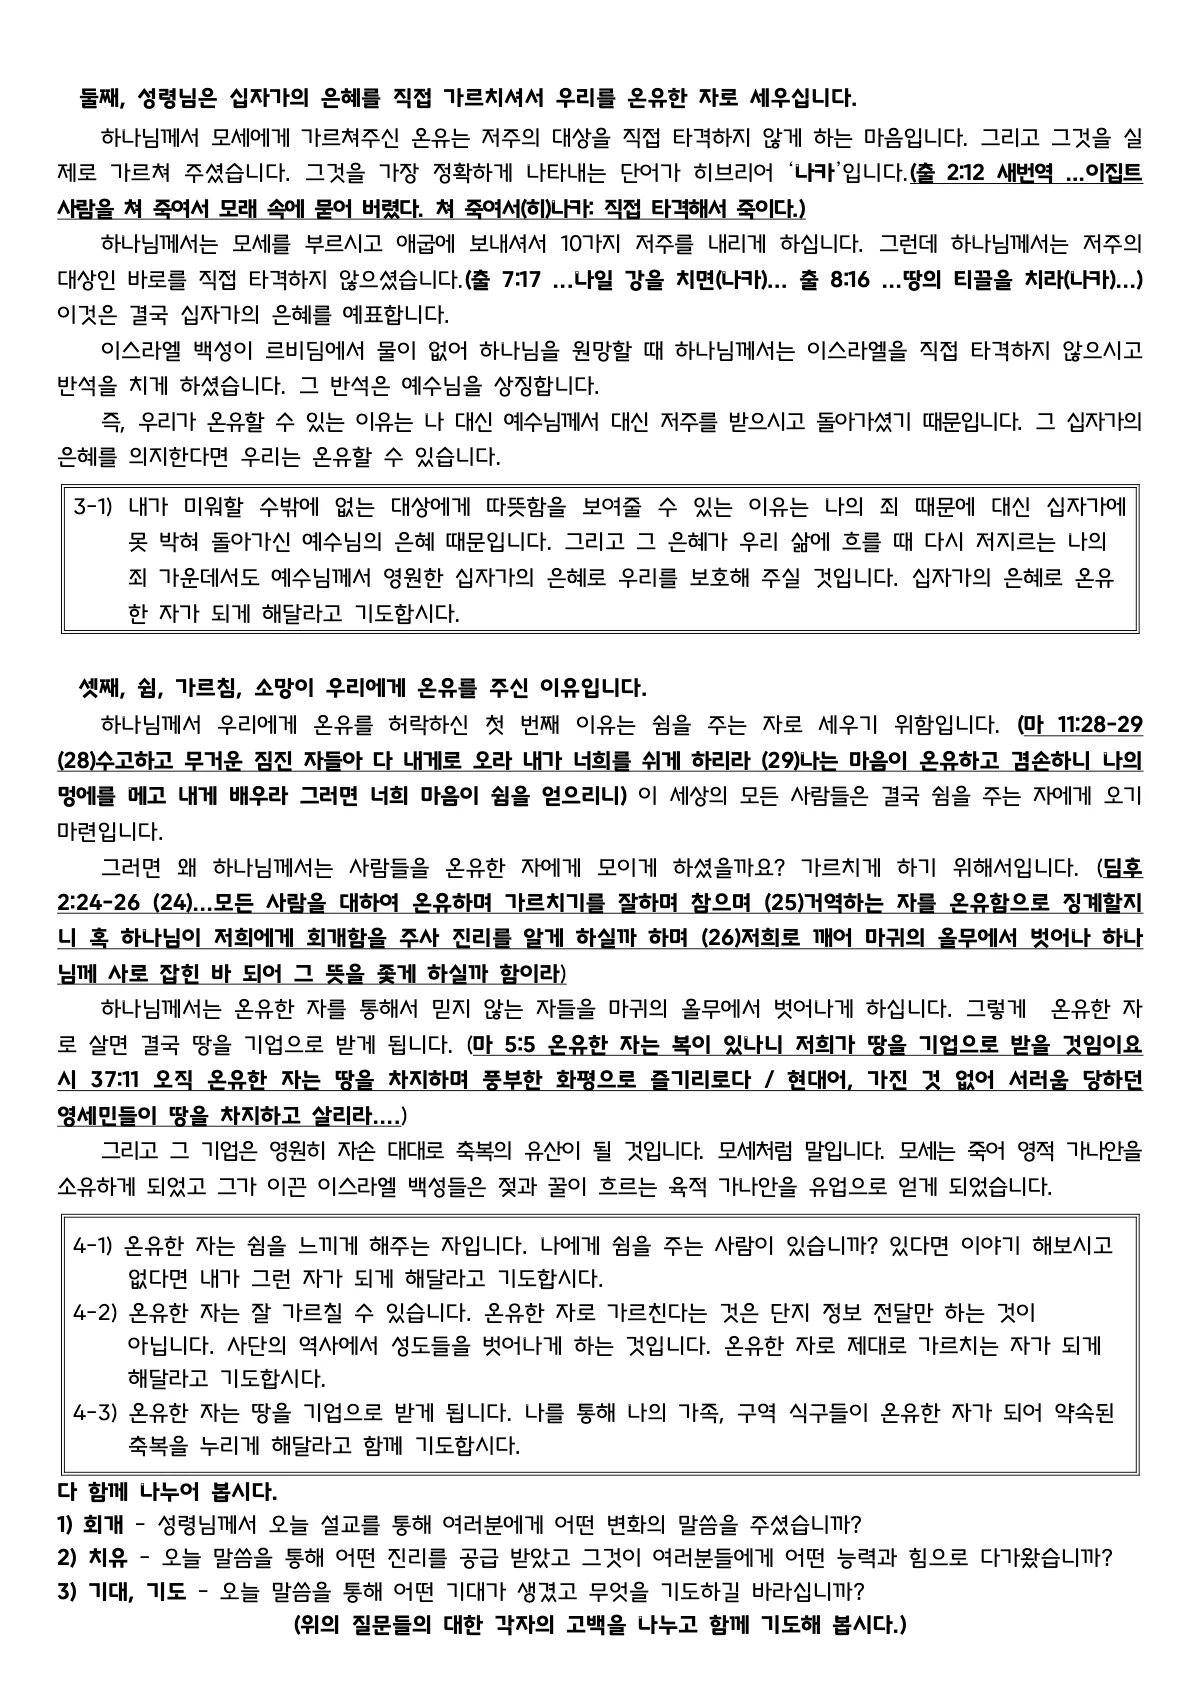 둘째, 성령님은 십자가의 은혜를 직접 가르치셔서 우리를 온유한 자로 세우십니다.
하나님께서 모세에게 가르쳐주신 온유는 저주의 대상을 직접 타격하지 않게 하는 마음입니다. 그리고 그것을 실
제로 가르쳐 주셨습니다. 그것을 가장 정확하게 나타내는 단어가 히브리어 ‘나카’입니다.(출 2:12 새번역 …이집트
사람을 쳐 죽여서 모래 속에 묻어 버렸다. 쳐 죽여서(히)나카: 직접 타격해서 죽이다.)
하나님께서는 모세를 부르시고 애굽에 보내셔서 10가지 저주를 내리게 하십니다. 그런데 하나님께서는 저주의
대상인 바로를 직접 타격하지 않으셨습니다.(출 7:17 …나일 강을 치면(나카)… 출 8:16 …땅의 티끌을 치라(나카)…)
이것은 결국 십자가의 은혜를 예표합니다.
이스라엘 백성이 르비딤에서 물이 없어 하나님을 원망할 때 하나님께서는 이스라엘을 직접 타격하지 않으시고
반석을 치게 하셨습니다. 그 반석은 예수님을 상징합니다.
즉, 우리가 온유할 수 있는 이유는 나 대신 예수님께서 대신 저주를 받으시고 돌아가셨기 때문입니다. 그 십자가의
은혜를 의지한다면 우리는 온유할 수 있습니다.
3-1) 내가 미워할 수밖에 없는 대상에게 따뜻함을 보여줄 수 있는 이유는 나의 죄 때문에 대신 십자가에
못 박혀 돌아가신 예수님의 은혜 때문입니다. 그리고 그 은혜가 우리 삶에 흐를 때 다시 저지르는 나의
죄 가운데서도 예수님께서 영원한 십자가의 은혜로 우리를 보호해 주실 것입니다. 십자가의 은혜로 온유
한 자가 되게 해달라고 기도합시다.
셋째, 쉼, 가르침, 소망이 우리에게 온유를 주신 이유입니다.
하나님께서 우리에게 온유를 허락하신 첫 번째 이유는 쉼을 주는 자로 세우기 위함입니다. (마 11:28-29
(28)수고하고 무거운 짐진 자들아 다 내게로 오라 내가 너희를 쉬게 하리라 (29)나는 마음이 온유하고 겸손하니 나의
멍에를 메고 내게 배우라 그러면 너희 마음이 쉼을 얻으리니) 이 세상의 모든 사람들은 결국 쉼을 주는 자에게 오기
마련입니다.
그러면 왜 하나님께서는 사람들을 온유한 자에게 모이게 하셨을까요? 가르치게 하기 위해서입니다. (딤후
2:24-26 (24)…모든 사람을 대하여 온유하며 가르치기를 잘하며 참으며 (25)거역하는 자를 온유함으로 징계할지
니 혹 하나님이 저희에게 회개함을 주사 진리를 알게 하실까 하며 (26)저희로 깨어 마귀의 올무에서 벗어나 하나
님께 사로 잡힌 바 되어 그 뜻을 좇게 하실까 함이라)
하나님께서는 온유한 자를 통해서 믿지 않는 자들을 마귀의 올무에서 벗어나게 하십니다. 그렇게 온유한 자
로 살면 결국 땅을 기업으로 받게 됩니다. (마 5:5 온유한 자는 복이 있나니 저희가 땅을 기업으로 받을 것임이요
시 37:11 오직 온유한 자는 땅을 차지하며 풍부한 화평으로 즐기리로다 / 현대어, 가진 것 없어 서러움 당하던
영세민들이 땅을 차지하고 살리라….)
그리고 그 기업은 영원히 자손 대대로 축복의 유산이 될 것입니다. 모세처럼 말입니다. 모세는 죽어 영적 가나안을
소유하게 되었고 그가 이끈 이스라엘 백성들은 젖과 꿀이 흐르는 육적 가나안을 유업으로 얻게 되었습니다.
4-1) 온유한 자는 쉼을 느끼게 해주는 자입니다. 나에게 쉼을 주는 사람이 있습니까? 있다면 이야기 해보시고
없다면 내가 그런 자가 되게 해달라고 기도합시다.
4-2) 온유한 자는 잘 가르칠 수 있습니다. 온유한 자로 가르친다는 것은 단지 정보 전달만 하는 것이
아닙니다. 사단의 역사에서 성도들을 벗어나게 하는 것입니다. 온유한 자로 제대로 가르치는 자가 되게
해달라고 기도합시다.
4-3) 온유한 자는 땅을 기업으로 받게 됩니다. 나를 통해 나의 가족, 구역 식구들이 온유한 자가 되어 약속된
축복을 누리게 해달라고 함께 기도합시다.
다 함께 나누어 봅시다.
1) 회개 - 성령님께서 오늘 설교를 통해 여러분에게 어떤 변화의 말씀을 주셨습니까?
2) 치유 - 오늘 말씀을 통해 어떤 진리를 공급 받았고 그것이 여러분들에게 어떤 능력과 힘으로 다가왔습니까?
3) 기대, 기도 - 오늘 말씀을 통해 어떤 기대가 생겼고 무엇을 기도하길 바라십니까?
(위의 질문들의 대한 각자의 고백을 나누고 함께 기도해 봅시다.)